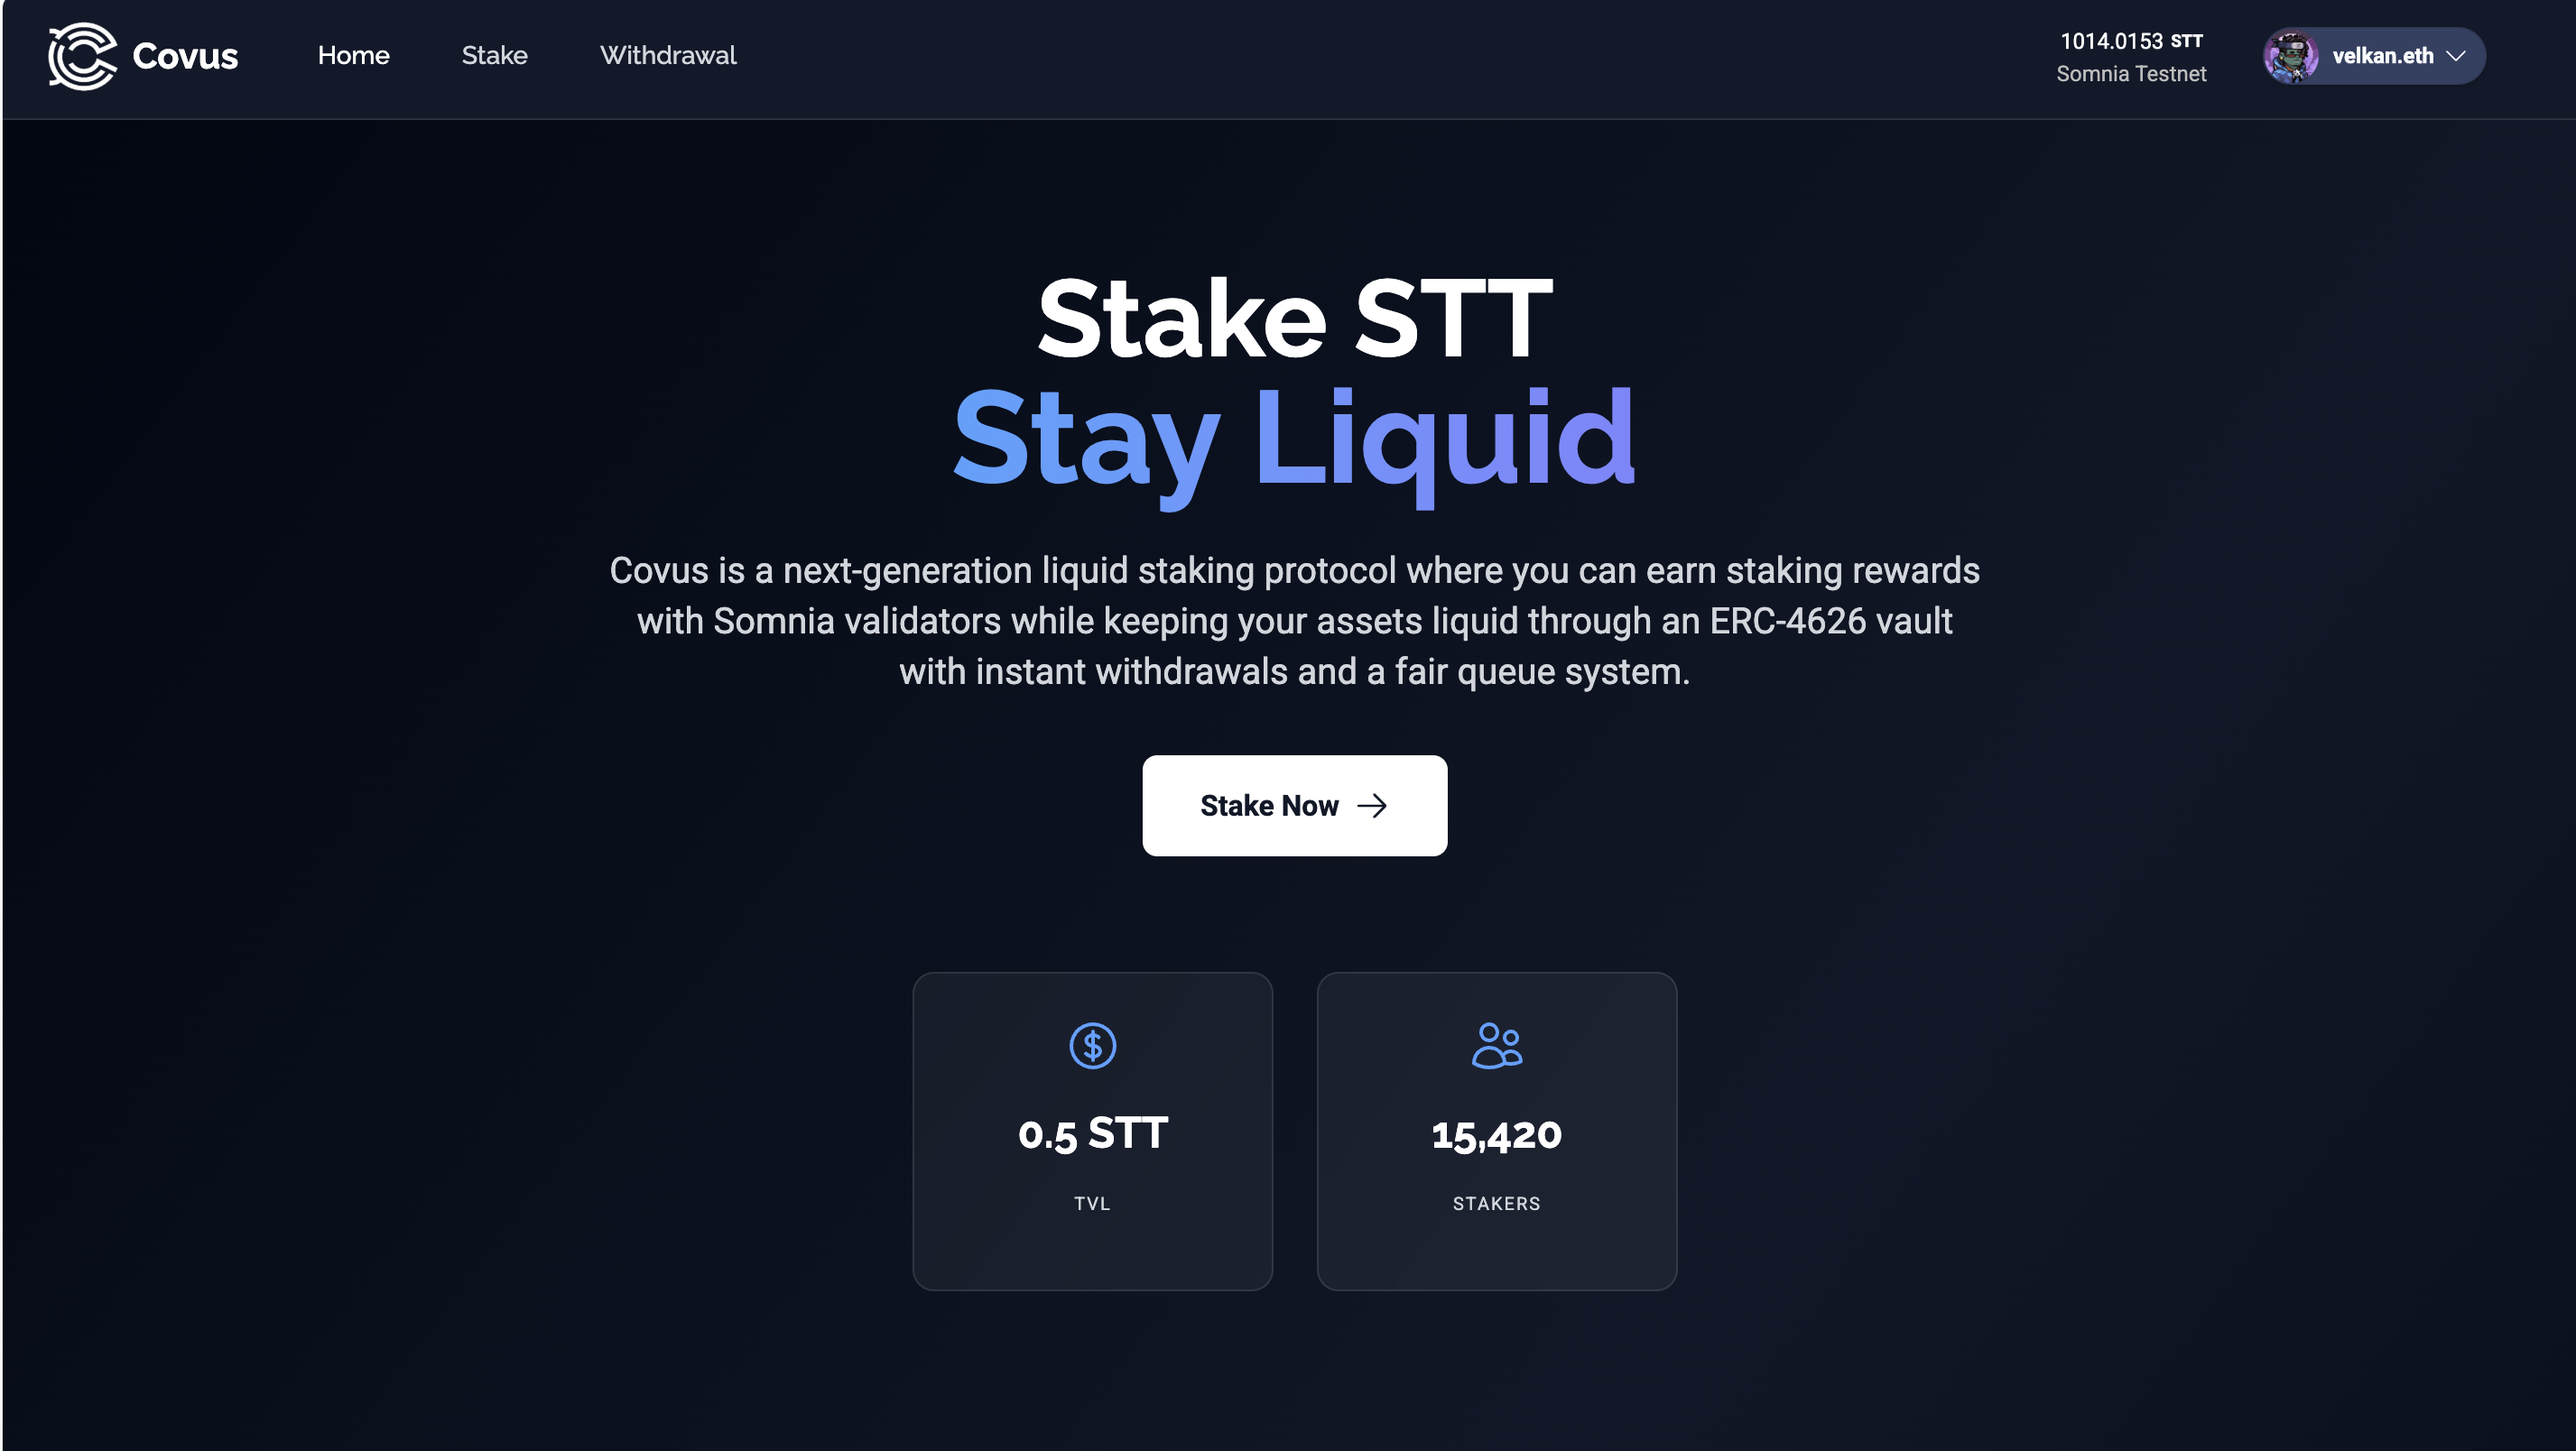 Covus
Home
Stake
Withdrawal
1014.0153 STT
Somnia Testnet
velkan.eth
Stake STT
Stay Liquid
Covus is a next-generation liquid staking protocol where you can earn staking rewards
with Somnia validators while keeping your assets liquid through an ERC-4626 vault
with instant withdrawals and a fair queue system.
Stake Now
0.5 STT
TVL
15,420
STAKERS